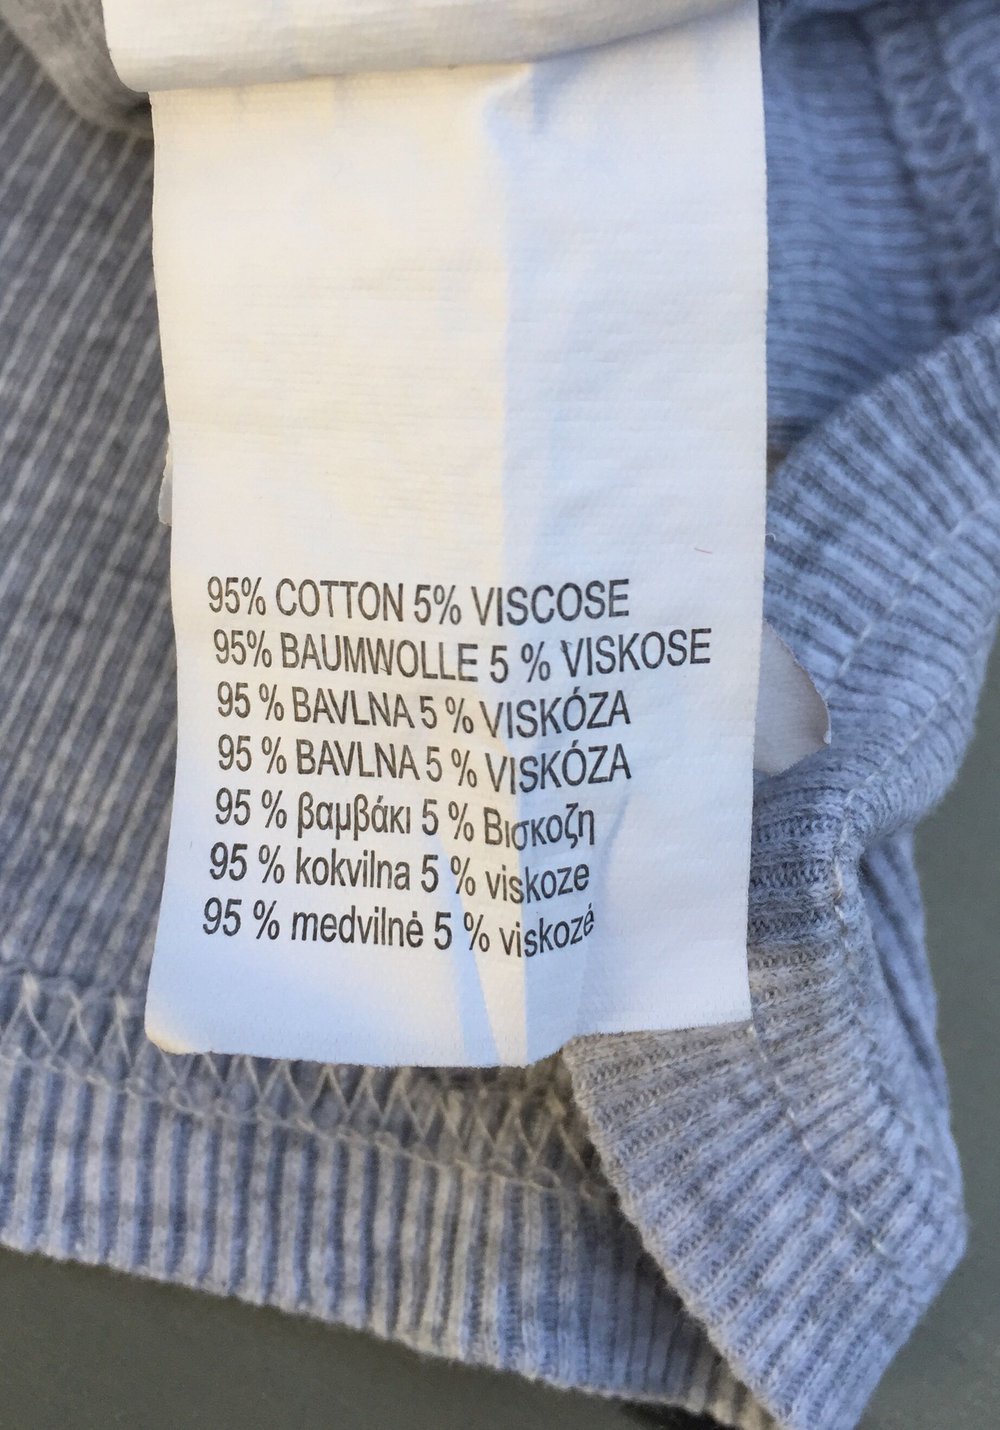 95% COTTON 5% VISCOSE
95% BAUMWOLLE 5 % VISKOSE
95 % BAVLNA 5 % VISKÓZA
95 % BAVLNA 5 % VISKÓZA
95 % βαμβάκι 5 % Βισκοζη
95 % kokvilna 5 % viskoze
95 % medvilnė 5 % viskozė